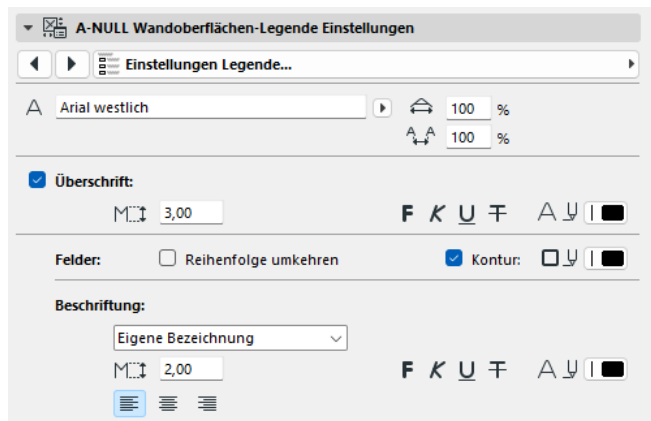 A-NULL Wandoberflächen-Legende Einstellungen
Einstellungen Legende...
A Arial westlich 100 %
A A 100 %
Überschrift:
M 3,00 F K U T A
Felder: Reihenfolge umkehren Kontur:
Beschriftung:
Eigene Bezeichnung
M 2,00 F K U T A